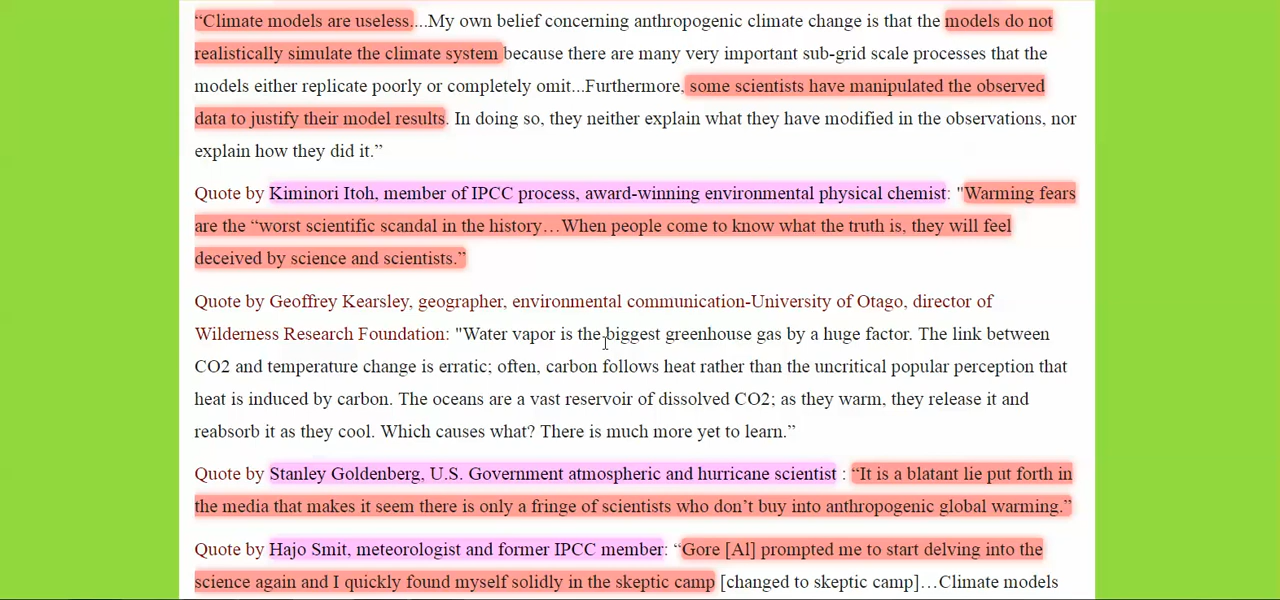 “Climate models are useless....My own belief concerning anthropogenic climate change is that the models do not
realistically simulate the climate system because there are many very important sub-grid scale processes that the
models either replicate poorly or completely omit...Furthermore, some scientists have manipulated the observed
data to justify their model results. In doing so, they neither explain what they have modified in the observations, nor
explain how they did it.”
Quote by Kiminori Itoh, member of IPCC process, award-winning environmental physical chemist: "Warming fears
are the “worst scientific scandal in the history…When people come to know what the truth is, they will feel
deceived by science and scientists.”
Quote by Geoffrey Kearsley, geographer, environmental communication-University of Otago, director of
Wilderness Research Foundation: "Water vapor is the biggest greenhouse gas by a huge factor. The link between
CO2 and temperature change is erratic; often, carbon follows heat rather than the uncritical popular perception that
heat is induced by carbon. The oceans are a vast reservoir of dissolved CO2; as they warm, they release it and
reabsorb it as they cool. Which causes what? There is much more yet to learn.”
Quote by Stanley Goldenberg, U.S. Government atmospheric and hurricane scientist : “It is a blatant lie put forth in
the media that makes it seem there is only a fringe of scientists who don’t buy into anthropogenic global warming.”
Quote by Hajo Smit, meteorologist and former IPCC member: “Gore [Al] prompted me to start delving into the
science again and I quickly found myself solidly in the skeptic camp [changed to skeptic camp]…Climate models